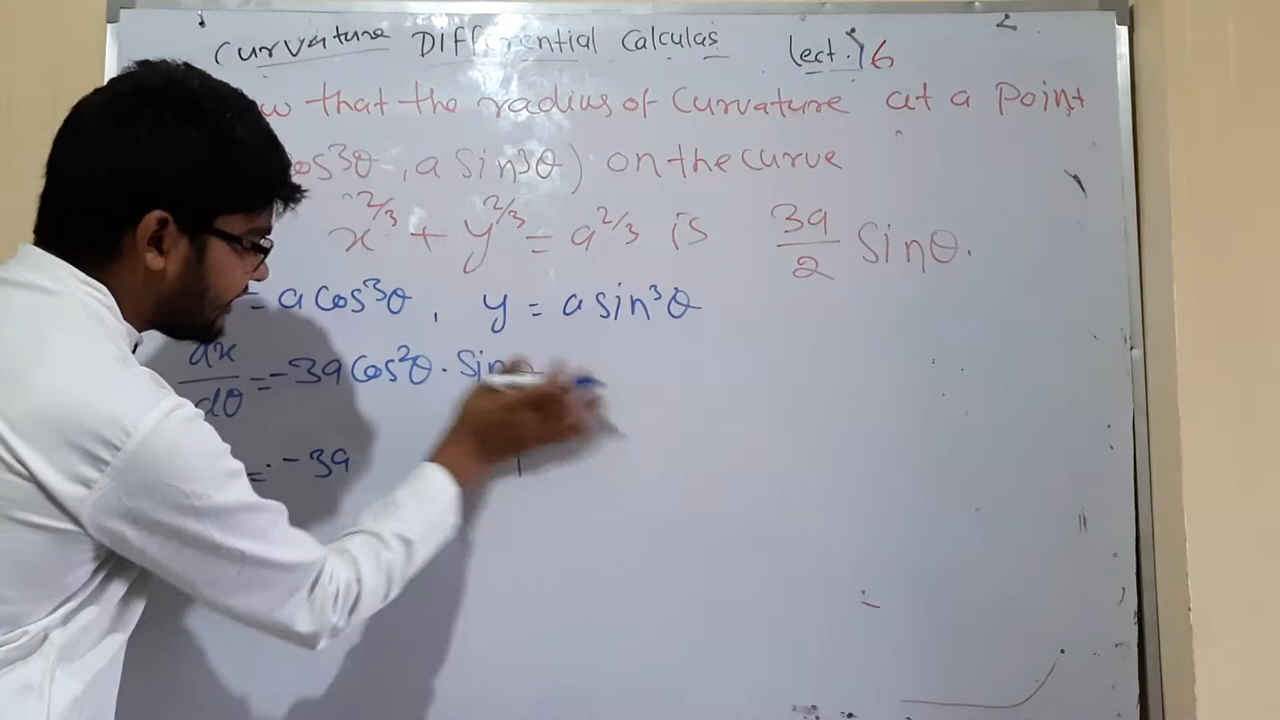 Curvature Differential Calculas Lect. 16
that the radius of Curvature at a Point
os³θ, a sin³θ) on the curve
x^2/3 + y^2/3 = a^2/3 is 3a/2 Sinθ.
= a Cos³θ, y = a sin³θ
dx/dθ = -3a Cos²θ · Sinθ
= -3a